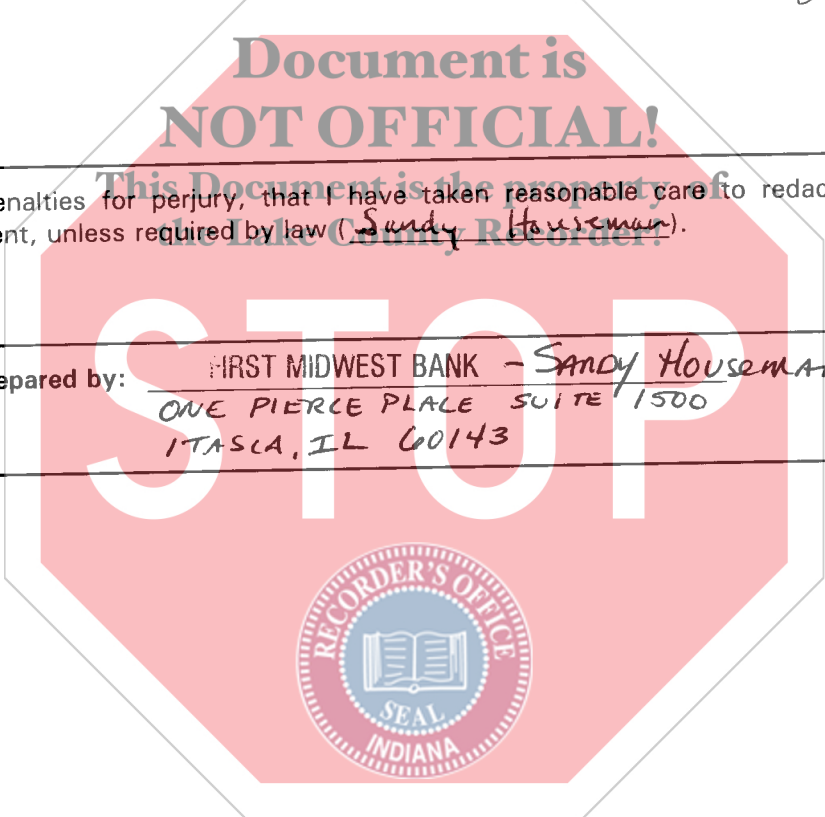 Document is
NOT OFFICIAL!
This Document is the property of
the Lake County Recorder!
enalties for perjury, that I have taken reasonable care to redac
ent, unless required by law (Sandy Houseman).
epared by: FIRST MIDWEST BANK - SANDY HOUSEMA
ONE PIERCE PLACE SUITE 1500
ITASCA, IL 60143
STOP
RECORDER'S OFFICE
SEAL
INDIANA